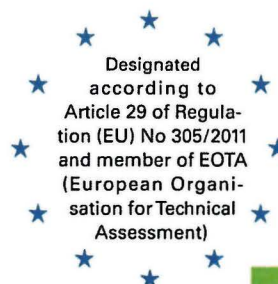 Designated
according to
Article 29 of Regula-
tion (EU) No 305/2011
and member of EOTA
(European Organi-
sation for Technical
Assessment)